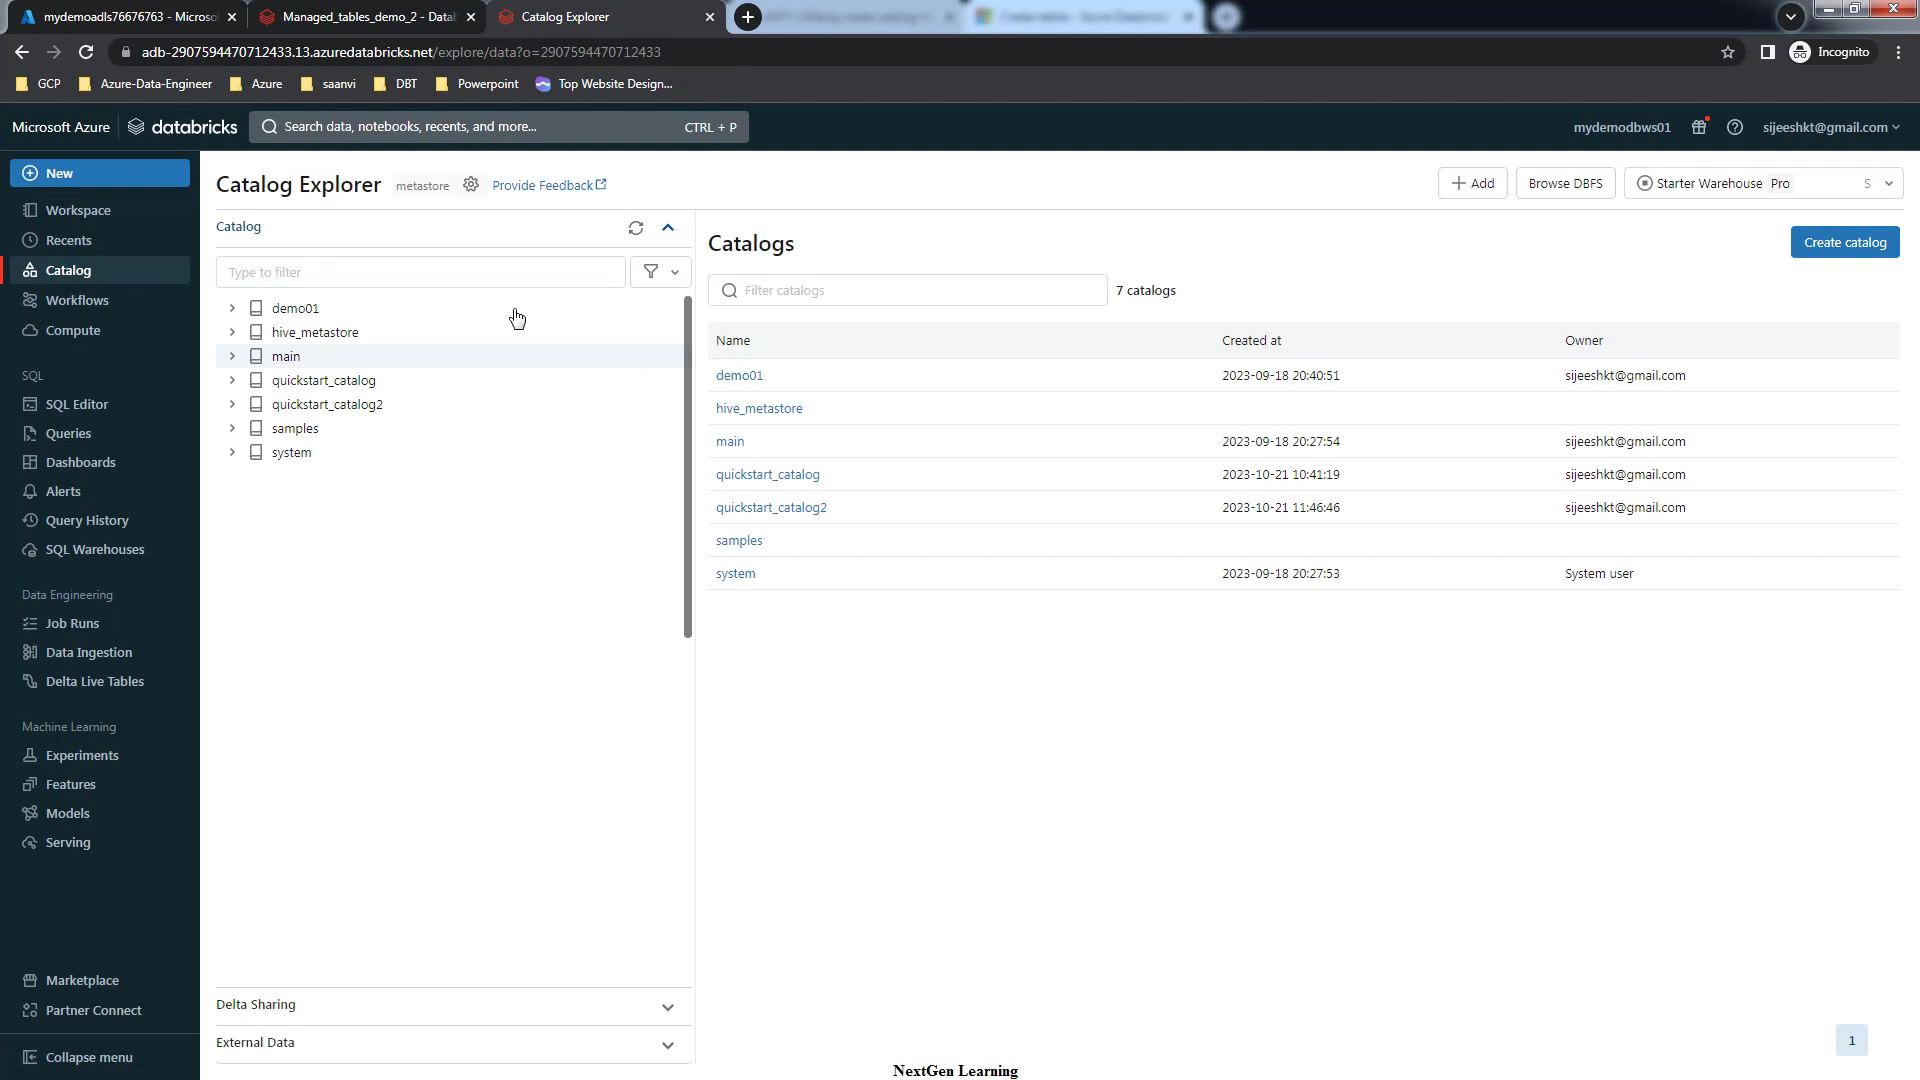 mydemoadls76676763 - Microso
Managed_tables_demo_2 - Data
Catalog Explorer
adb-2907594470712433.13.azuredatabricks.net/explore/data?o=2907594470712433
Incognito
GCP
Azure-Data-Engineer
Azure
saanvi
DBT
Powerpoint
Top Website Design...
Microsoft Azure
databricks
Search data, notebooks, recents, and more...
CTRL + P
mydemodbws01
sijeeshkt@gmail.com
New
Workspace
Recents
Catalog
Workflows
Compute
SQL
SQL Editor
Queries
Dashboards
Alerts
Query History
SQL Warehouses
Data Engineering
Job Runs
Data Ingestion
Delta Live Tables
Machine Learning
Experiments
Features
Models
Serving
Marketplace
Partner Connect
Collapse menu
Catalog Explorer
metastore
Provide Feedback
Add
Browse DBFS
Starter Warehouse Pro S
Catalog
Type to filter
demo01
hive_metastore
main
quickstart_catalog
quickstart_catalog2
samples
system
Delta Sharing
External Data
Catalogs
Create catalog
Filter catalogs
7 catalogs
Name Created at Owner
demo01 2023-09-18 20:40:51 sijeeshkt@gmail.com
hive_metastore
main 2023-09-18 20:27:54 sijeeshkt@gmail.com
quickstart_catalog 2023-10-21 10:41:19 sijeeshkt@gmail.com
quickstart_catalog2 2023-10-21 11:46:46 sijeeshkt@gmail.com
samples
system 2023-09-18 20:27:53 System user
1
NextGen Learning